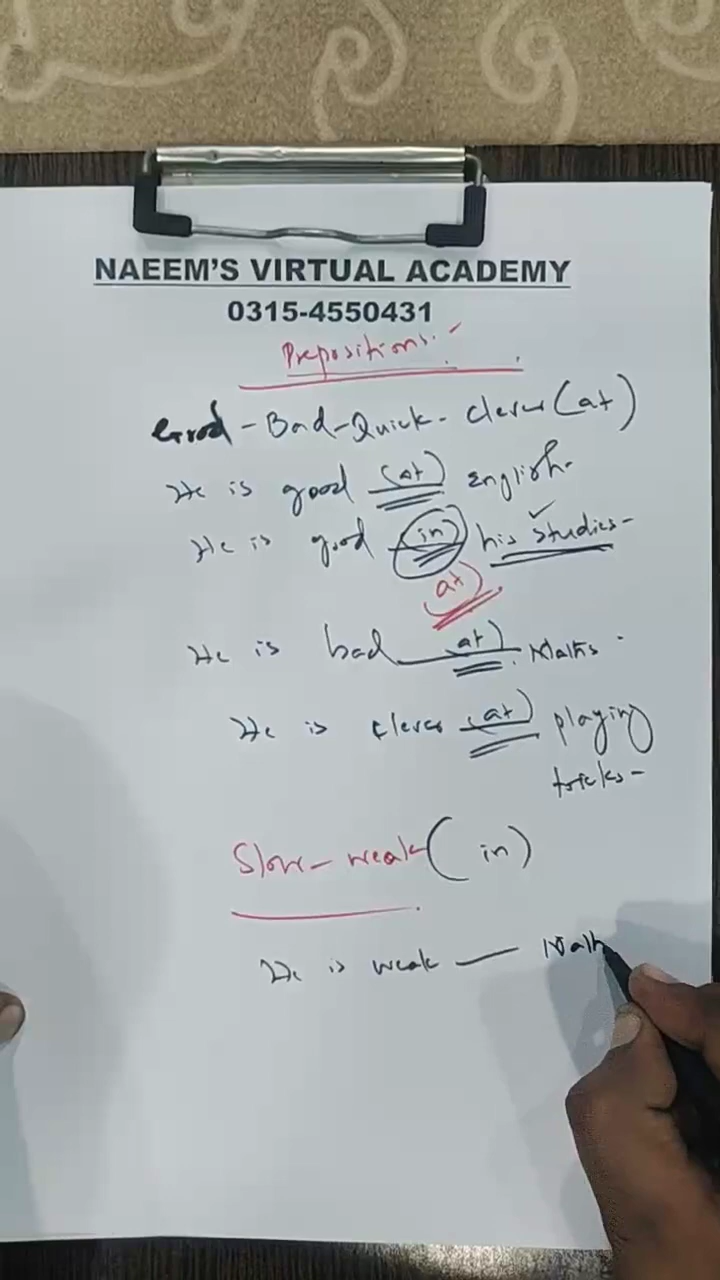 NAEEM'S VIRTUAL ACADEMY
0315-4550431
Prepositions:
Good - Bad - Quick - Clever (at)
He is good (at) English.
He is good (in) his studies -
at)
He is bad at) Maths.
He is clever (at) playing
tricks -
Slow - weak (in)
He is weak — Math